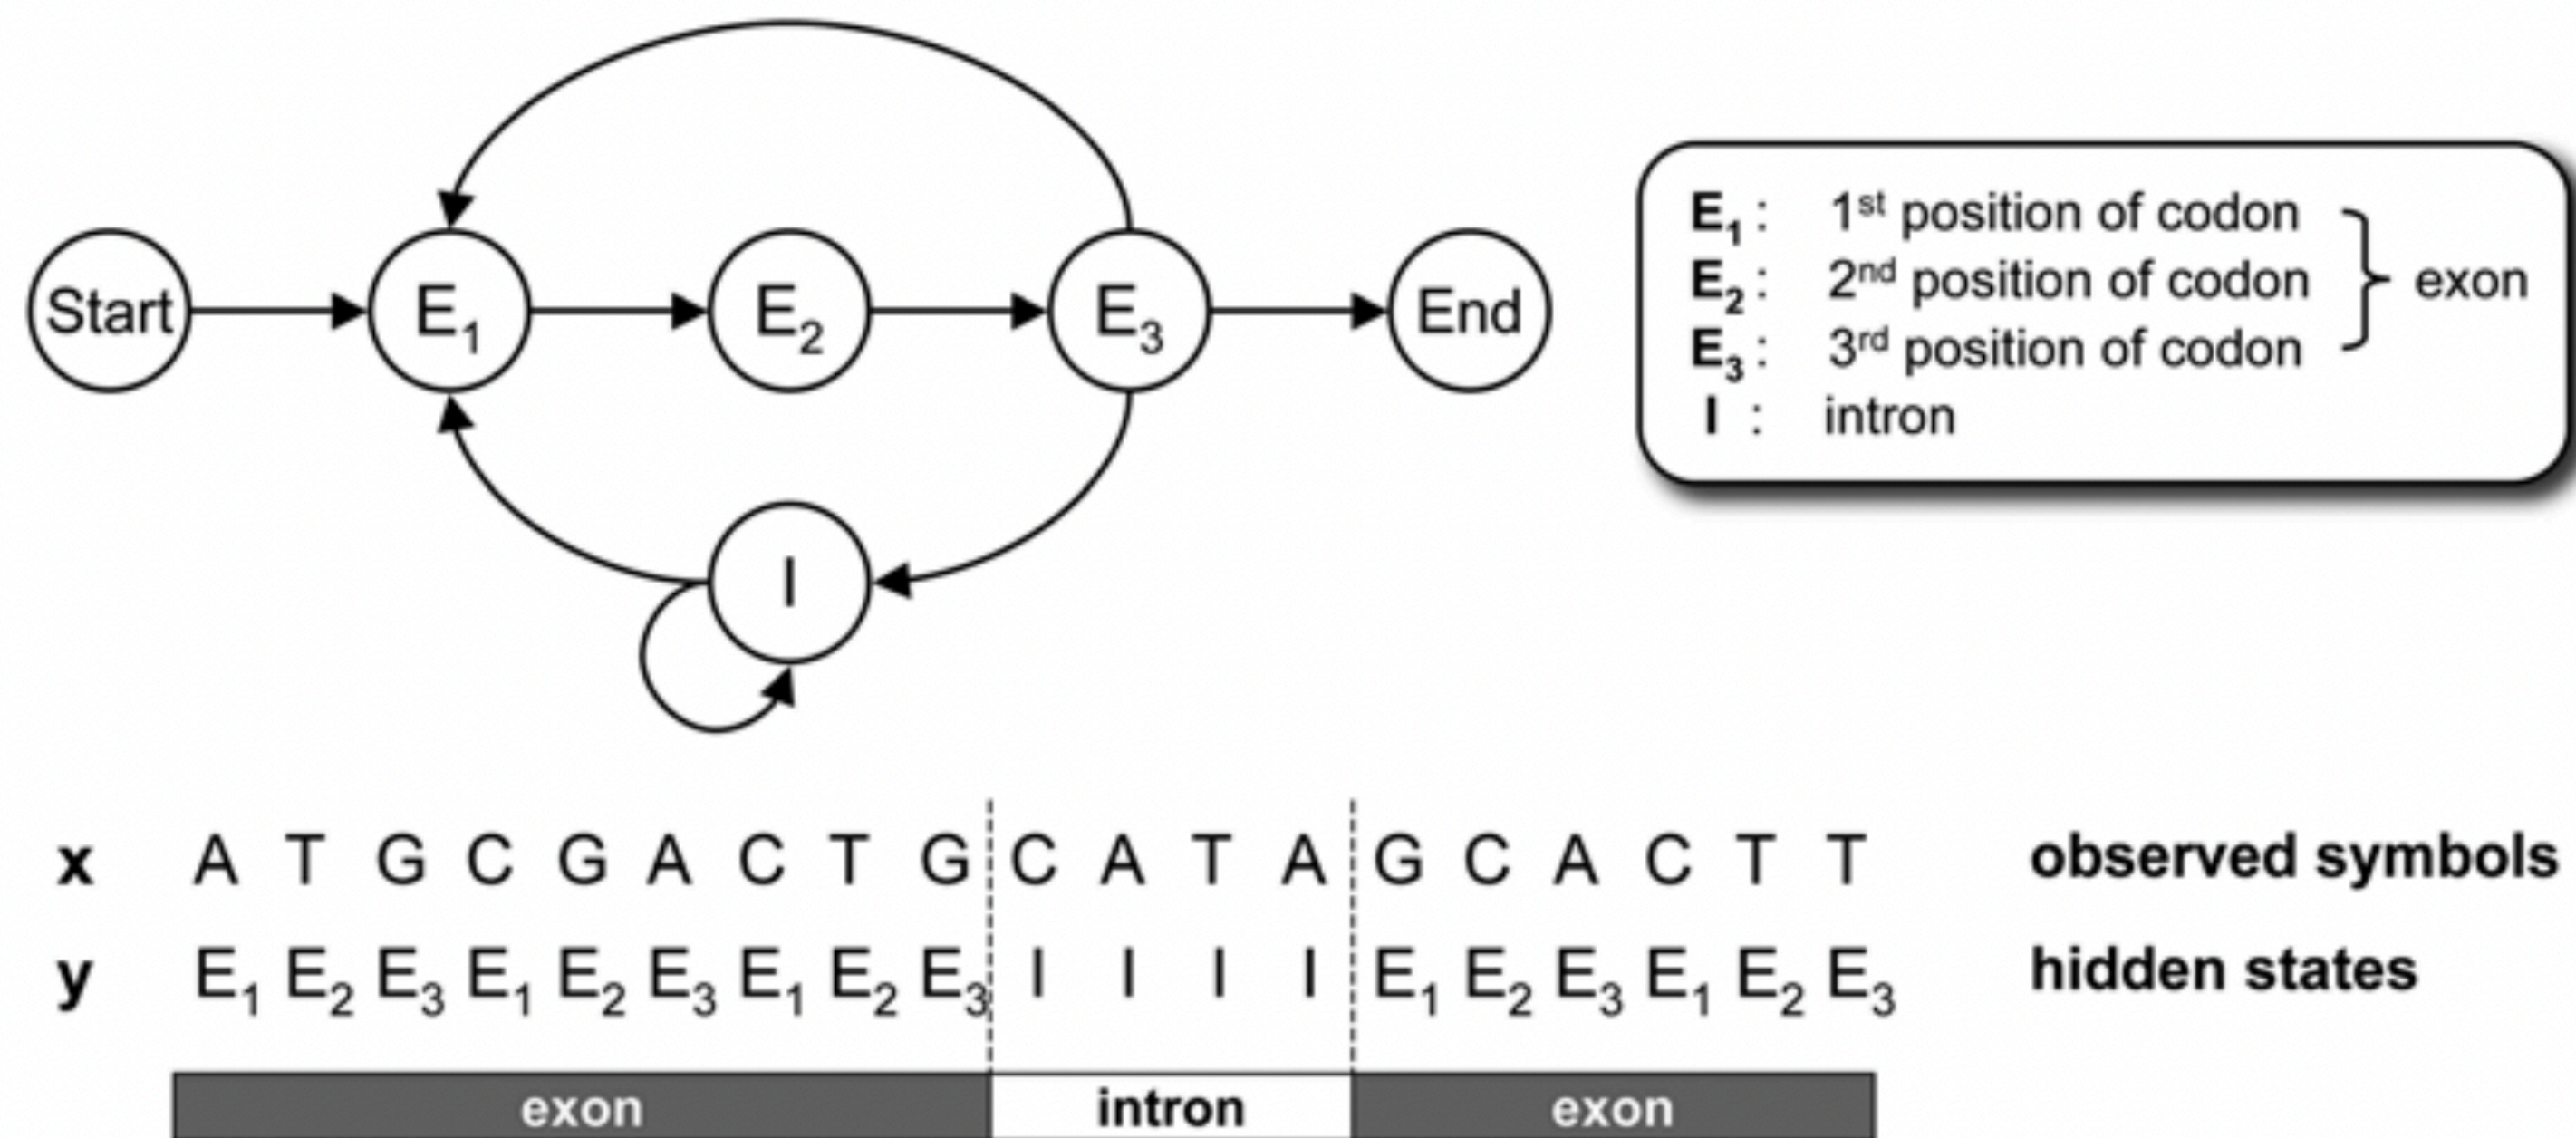 Start E₁ E₂ E₃ End
I
E₁ : 1st position of codon
E₂ : 2nd position of codon
E₃ : 3rd position of codon
exon
I : intron
x A T G C G A C T G C A T A G C A C T T observed symbols
y E₁ E₂ E₃ E₁ E₂ E₃ E₁ E₂ E₃ I I I I E₁ E₂ E₃ E₁ E₂ E₃ hidden states
exon intron exon